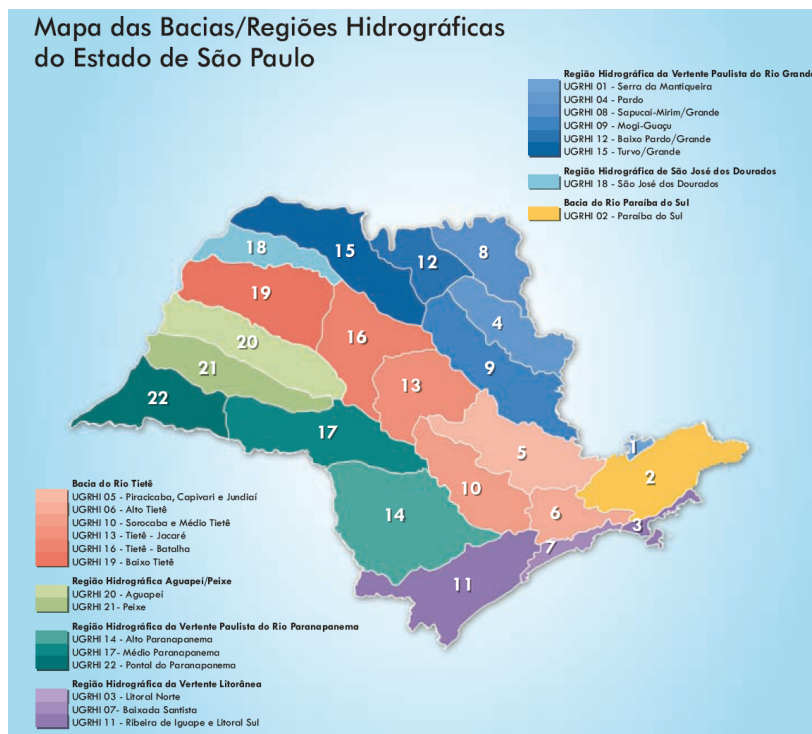 Mapa das Bacias/Regiões Hidrográficas
do Estado de São Paulo
Região Hidrográfica da Vertente Paulista do Rio Grande
UGRHI 01 - Serra da Mantiqueira
UGRHI 04 - Pardo
UGRHI 08 - Sapucaí-Mirim/Grande
UGRHI 09 - Mogi-Guaçu
UGRHI 12 - Baixo Pardo/Grande
UGRHI 15 - Turvo/Grande
Região Hidrográfica de São José dos Dourados
UGRHI 18 - São José dos Dourados
Bacia do Rio Paraíba do Sul
UGRHI 02 - Paraíba do Sul
18
15
12
8
19
16
4
20
21
13
9
22
17
5
1
2
10
6
3
14
7
11
Bacia do Rio Tietê
UGRHI 05 - Piracicaba, Capivari e Jundiaí
UGRHI 06 - Alto Tietê
UGRHI 10 - Sorocaba e Médio Tietê
UGRHI 13 - Tietê - Jacaré
UGRHI 16 - Tietê - Batalha
UGRHI 19 - Baixo Tietê
Região Hidrográfica Aguapeí/Peixe
UGRHI 20 - Aguapeí
UGRHI 21- Peixe
Região Hidrográfica da Vertente Paulista do Rio Paranapanema
UGRHI 14 - Alto Paranapanema
UGRHI 17- Médio Paranapanema
UGRHI 22 - Pontal do Paranapanema
Região Hidrográfica da Vertente Litorânea
UGRHI 03 - Litoral Norte
UGRHI 07- Baixada Santista
UGRHI 11 - Ribeira de Iguape e Litoral Sul